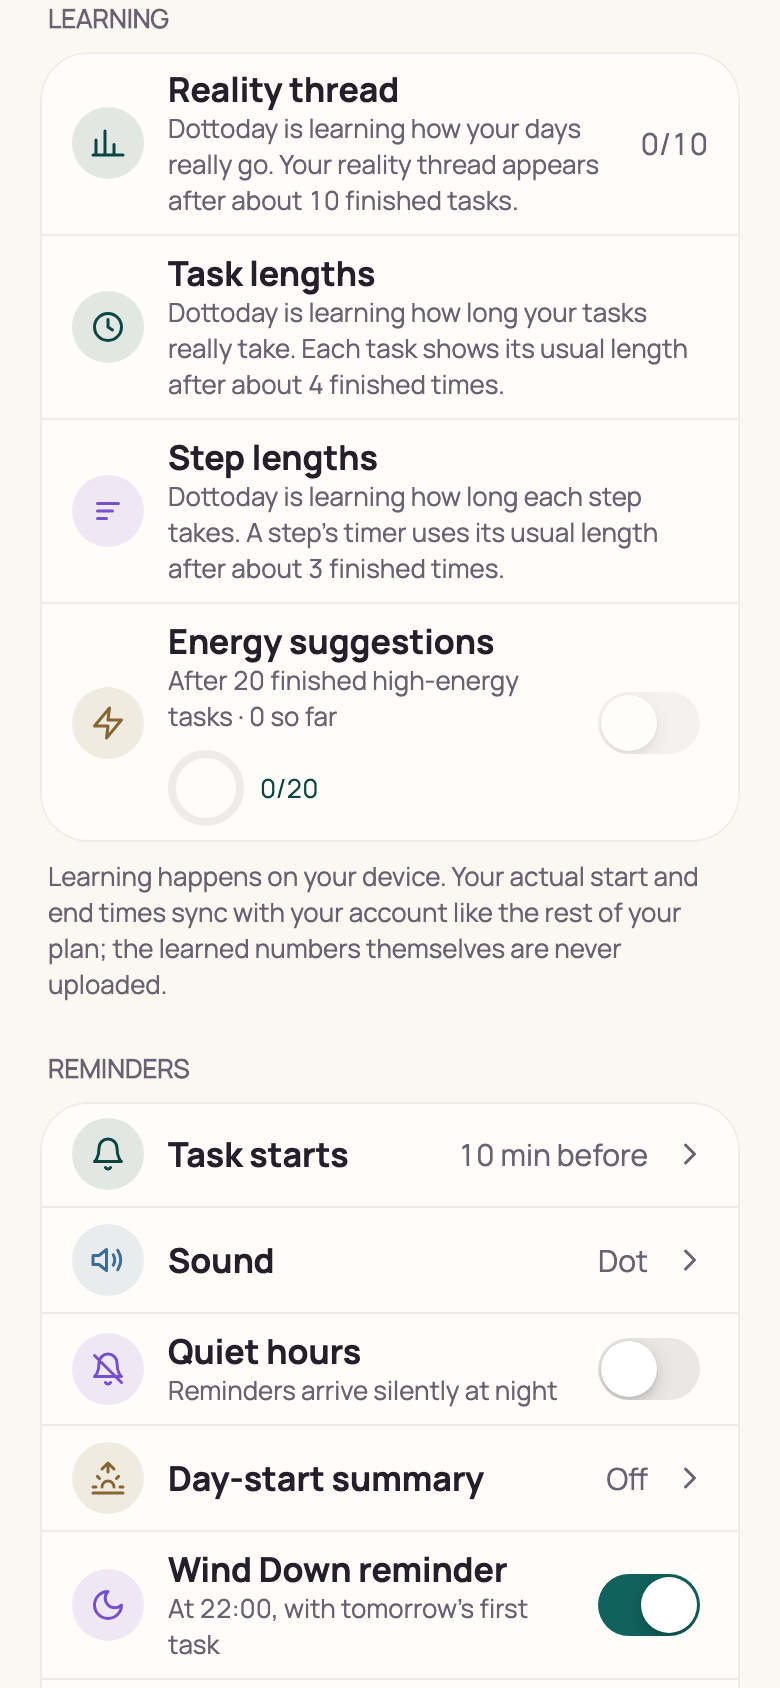 LEARNING
Reality thread
Dottoday is learning how your days
really go. Your reality thread appears
after about 10 finished tasks.
0/10
Task lengths
Dottoday is learning how long your tasks
really take. Each task shows its usual length
after about 4 finished times.
Step lengths
Dottoday is learning how long each step
takes. A step’s timer uses its usual length
after about 3 finished times.
Energy suggestions
After 20 finished high-energy
tasks · 0 so far
0/20
Learning happens on your device. Your actual start and
end times sync with your account like the rest of your
plan; the learned numbers themselves are never
uploaded.
REMINDERS
Task starts 10 min before
Sound Dot
Quiet hours
Reminders arrive silently at night
Day-start summary Off
Wind Down reminder
At 22:00, with tomorrow’s first
task